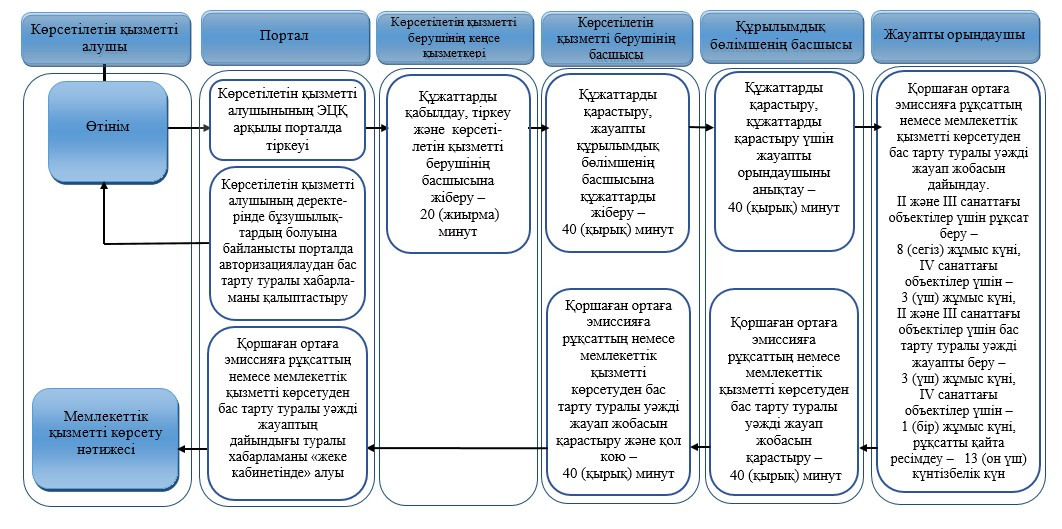 Көрсетілетін қызметті
алушы
Портал
Көрсетілетін қызметті
берушінің кеңсе
қызметкері
Көрсетілетін
қызметті берушінің
басшысы
Құрылымдық
бөлімшенің басшысы
Жауапты орындаушы
Өтінім
Көрсетілетін қызметті
алушынының ЭЦҚ
арқылы порталда
тіркеуі
Көрсетілетін қызметті
алушының деректе-
рінде бұзушылық-
тардың болуына
байланысты порталда
авторизациялаудан бас
тарту туралы хабарла-
маны қалыптастыру
Қоршаған ортаға
эмиссияға рұқсаттың
немесе мемлекеттік
қызметті көрсетуден
бас тарту туралы уәжді
жауаптың
дайындығы туралы
хабарламаны «жеке
кабинетінде» алуы
Мемлекеттік
қызметті көрсету
нәтижесі
Құжаттарды
қабылдау, тіркеу
және көрсеті-
летін қызметті
берушінің
басшысына
жіберу –
20 (жиырма)
минут
Құжаттарды
қарастыру,
жауапты
құрылымдық
бөлімшенің
басшысына
құжаттарды
жіберу –
40 (қырық) минут
Қоршаған ортаға
эмиссияға
рұқсаттың немесе
мемлекеттік
қызметті
көрсетуден бас
тарту туралы уәжді
жауап жобасын
қарастыру және қол
қою –
40 (қырық) минут
Құжаттарды
қарастыру,
құжаттарды
қарастыру үшін
жауапты
орындаушыны
анықтау –
40 (қырық) минут
Қоршаған ортаға
эмиссияға
рұқсаттың немесе
мемлекеттік
қызметті көрсетуден
бас тарту туралы
уәжді жауап
жобасын
қарастыру –
40 (қырық) минут
Қоршаған ортаға
эмиссияға рұқсаттың
немесе мемлекеттік
қызметті көрсетуден
бас тарту туралы уәжді
жауап жобасын
дайындау.
II және III санаттағы
объектілер үшін рұқсат
беру –
8 (сегіз) жұмыс күні,
IV санаттағы
объектілер үшін –
3 (үш) жұмыс күні,
II және III санаттағы
объектілер үшін бас
тарту туралы уәжді
жауапты беру –
3 (үш) жұмыс күні,
IV санаттағы
объектілер үшін –
1 (бір) жұмыс күні,
рұқсатты қайта
ресімдеу – 13 (он үш)
күнтізбелік күн